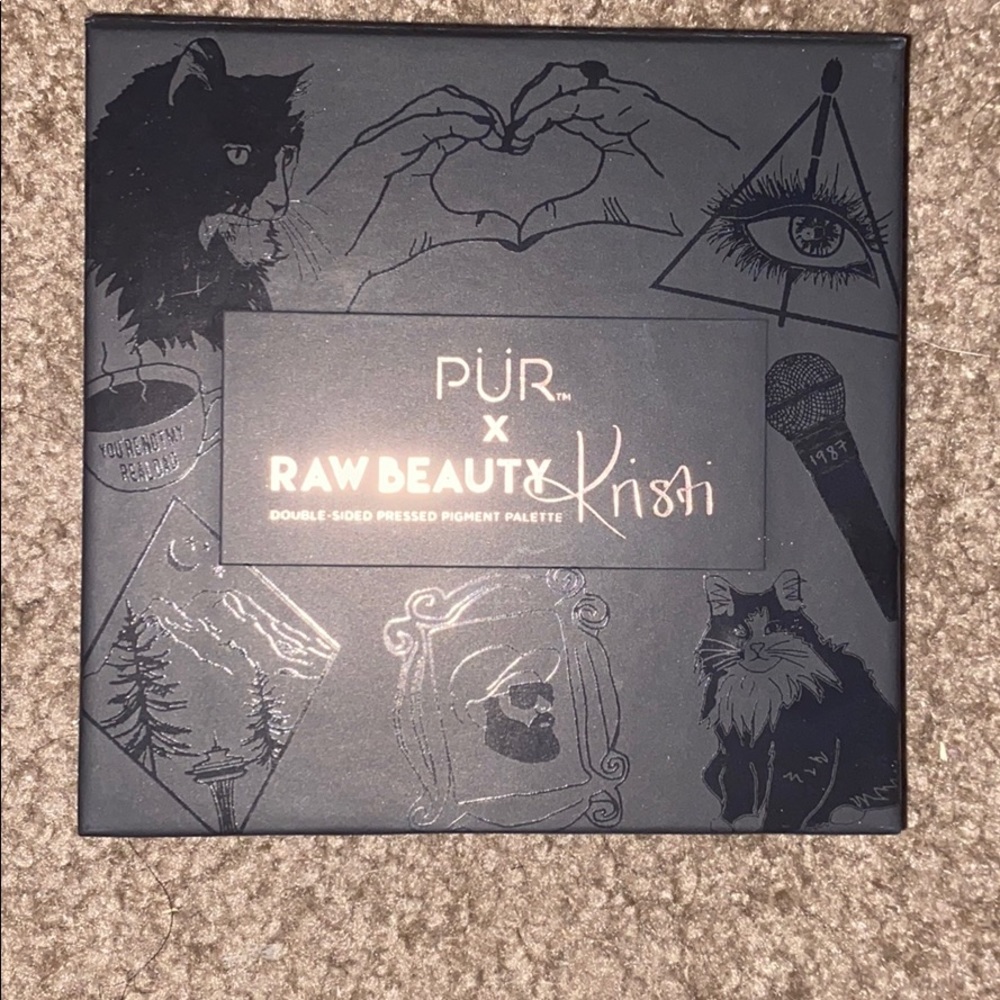 PÜR™
X
RAW BEAUTY Kristi
DOUBLE-SIDED PRESSED PIGMENT PALETTE
YOU'RE NOT MY
REAL DAD
1987